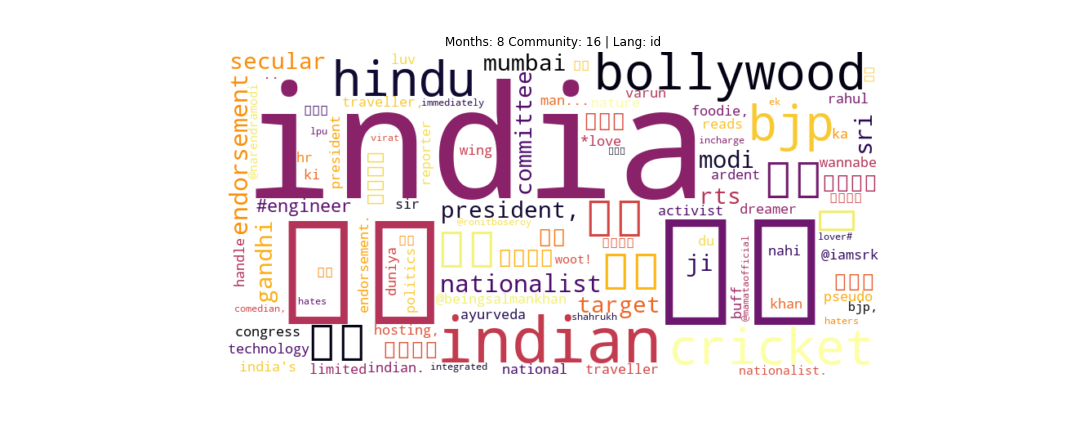 Months: 8 Community: 16 | Lang: id
secular
luv
mumbai
bollywood
hindu
india
endorsement
@narendramodi
traveller
immediately
committee
man...
nature
varun
foodie,
rahul
reads
ek
bjp
ka
sri
lpu
president
virat
reporter
wing
*love
incharge
modi
wannabe
hr
ki
ardent
rts
#engineer
sir
president,
@ronitboseroy
activist
dreamer
handle
gandhi
endorsement.
duniya
politics
woot!
nationalist
@beingsalmankhan
target
du
ji
buff
@mamataofficial
nahi
khan
lover#
@iamsrk
pseudo
bjp,
haters
hates
comedian,
congress
hosting,
ayurveda
shahrukh
technology
indian
cricket
india's
limited
indian.
integrated
national
traveller
nationalist.